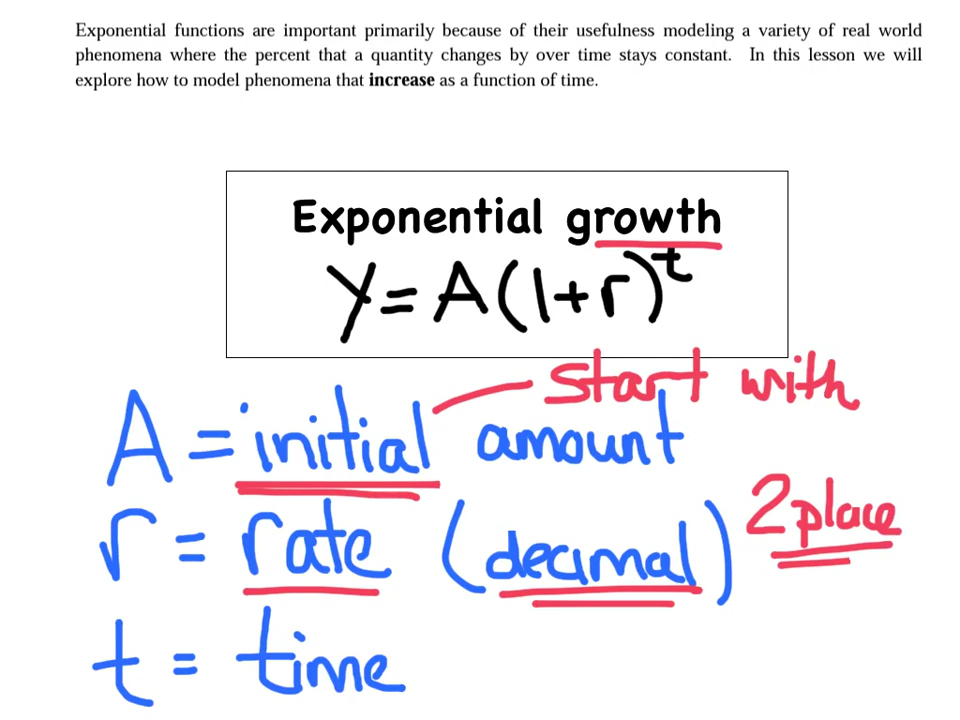 Exponential functions are important primarily because of their usefulness modeling a variety of real world
phenomena where the percent that a quantity changes by over time stays constant. In this lesson we will
explore how to model phenomena that increase as a function of time.
Exponential growth
y = A(1+r)^t
start with
A = initial amount
r = rate (decimal) 2 place
t = time